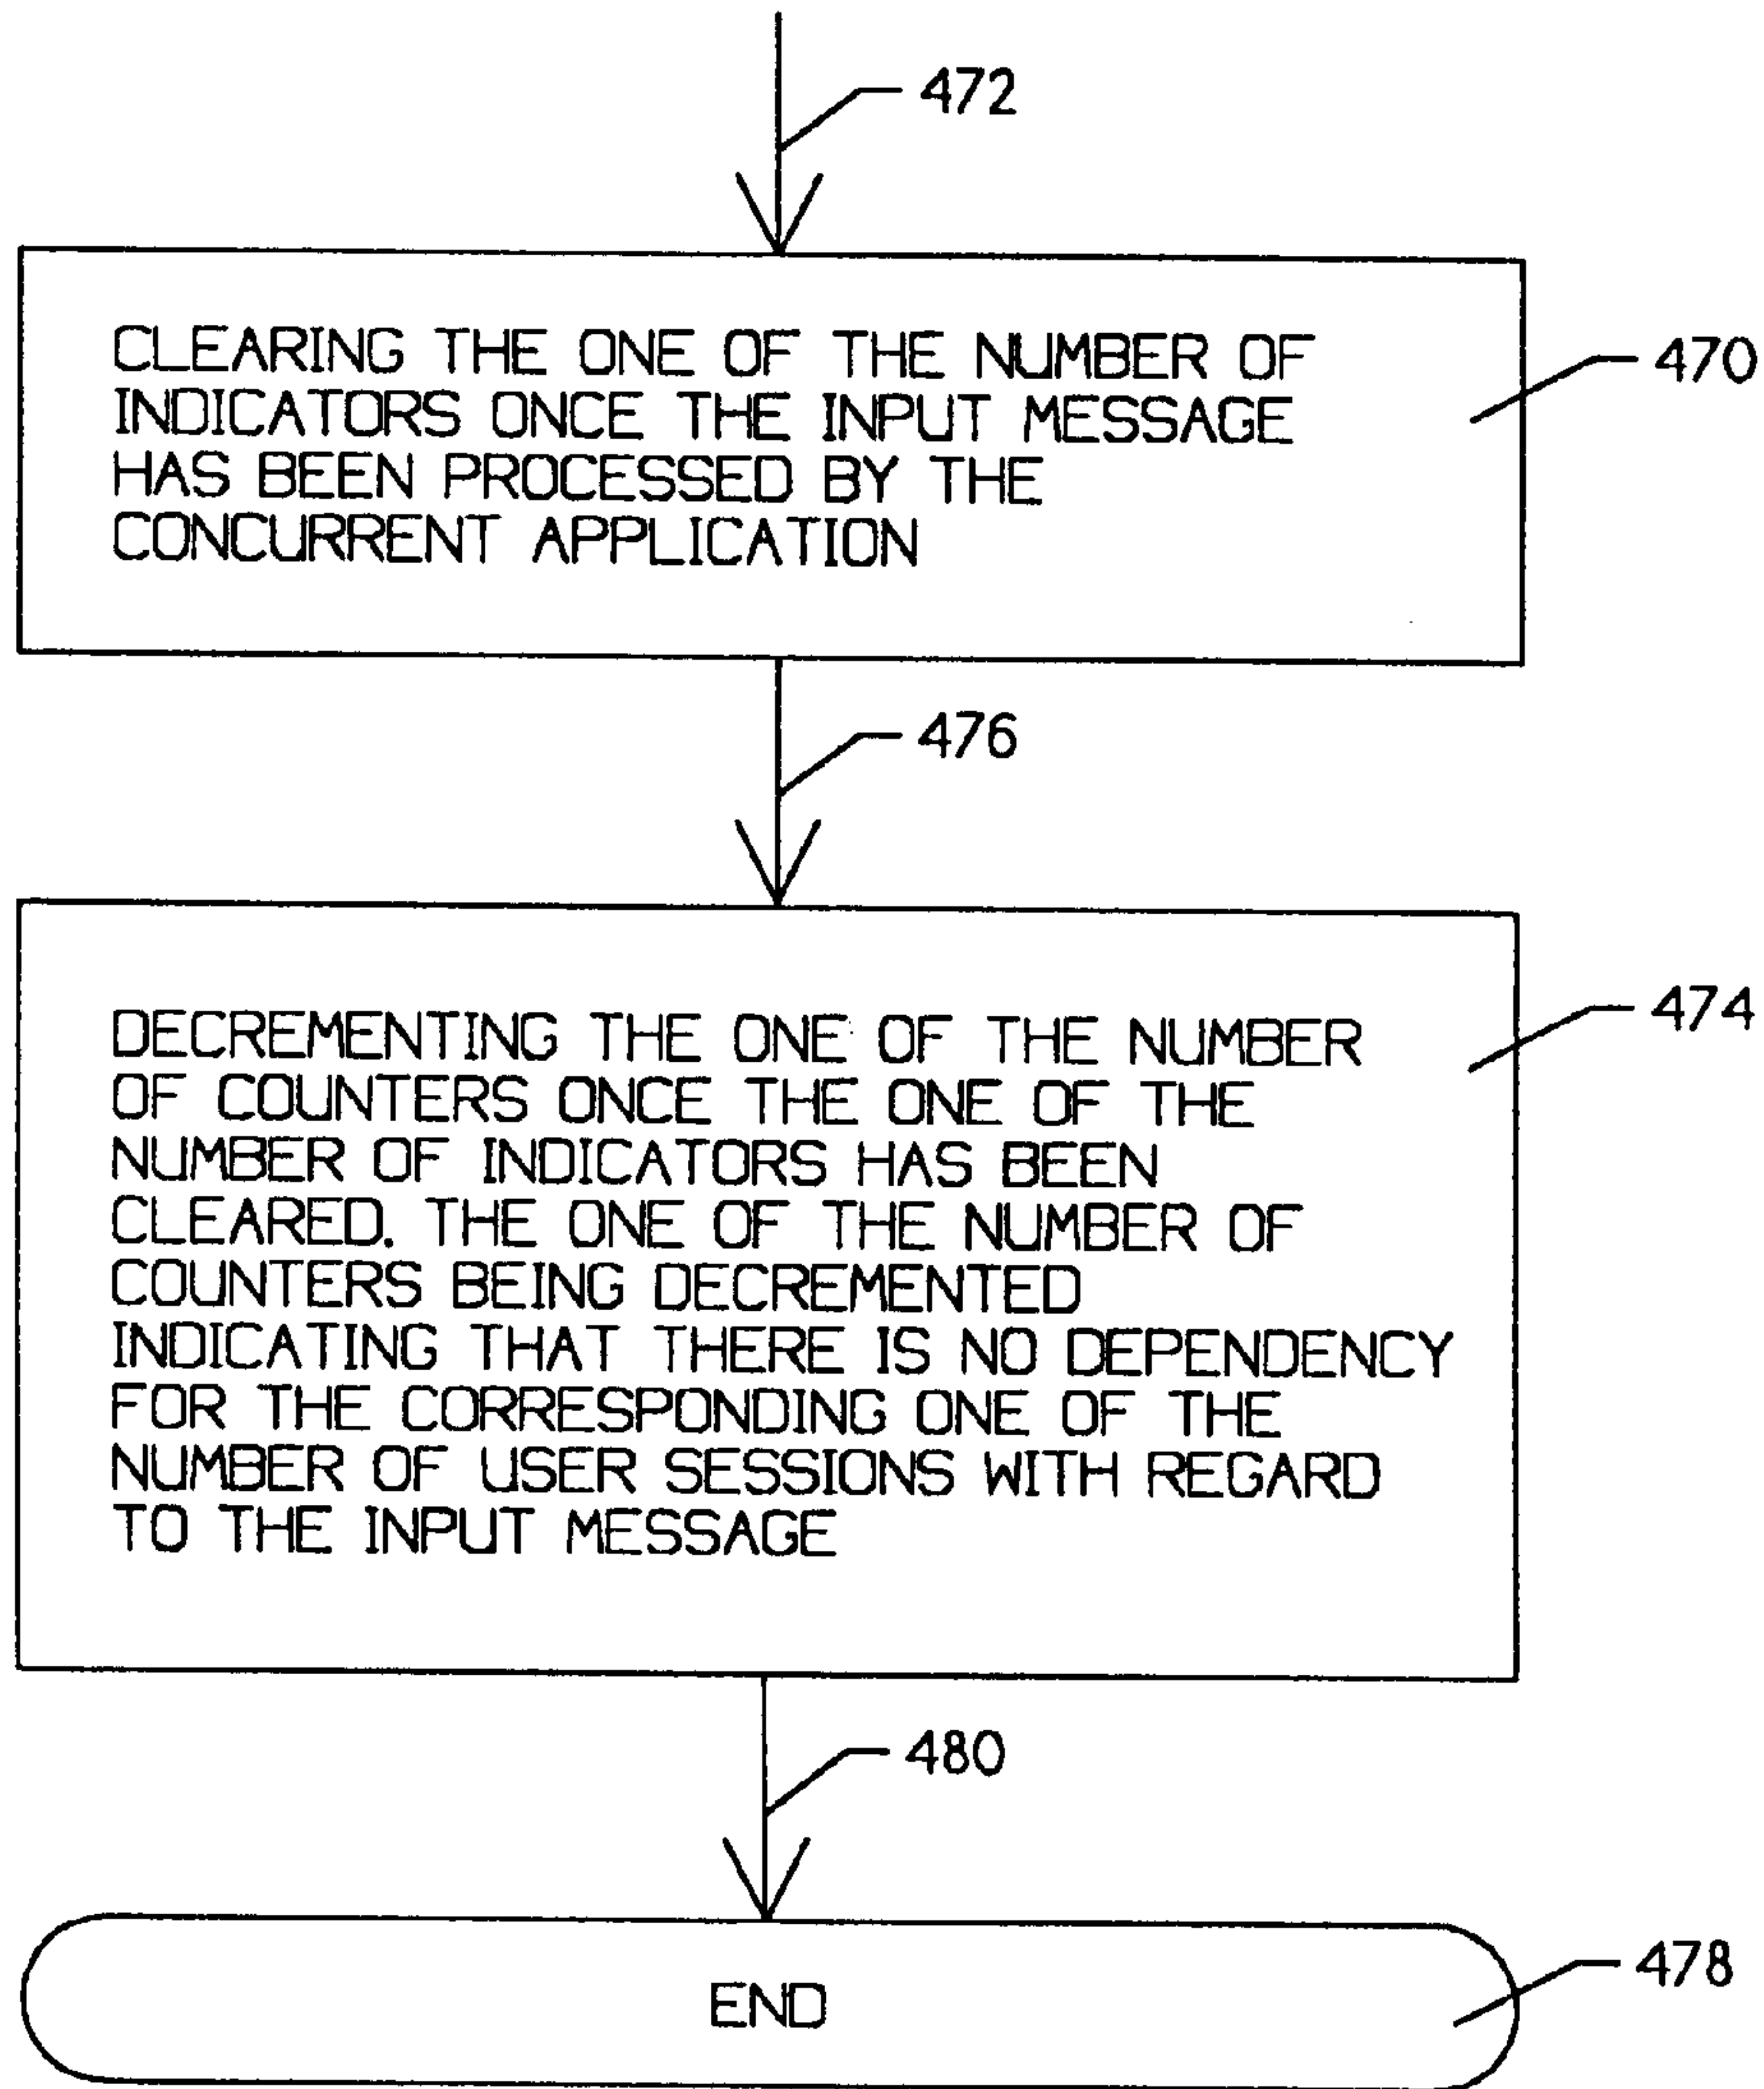 472
CLEARING THE ONE OF THE NUMBER OF
INDICATORS ONCE THE INPUT MESSAGE
HAS BEEN PROCESSED BY THE
CONCURRENT APPLICATION
470
476
DECREMENTING THE ONE OF THE NUMBER
OF COUNTERS ONCE THE ONE OF THE
NUMBER OF INDICATORS HAS BEEN
CLEARED. THE ONE OF THE NUMBER OF
COUNTERS BEING DECREMENTED
INDICATING THAT THERE IS NO DEPENDENCY
FOR THE CORRESPONDING ONE OF THE
NUMBER OF USER SESSIONS WITH REGARD
TO THE INPUT MESSAGE
474
480
END
478